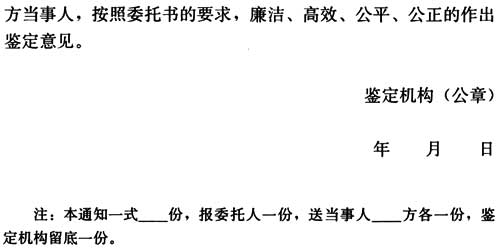 方当事人，按照委托书的要求，廉洁、高效、公平、公正的作出
鉴定意见。
鉴定机构（公章）
年 月 日
注：本通知一式____份，报委托人一份，送当事人____方各一份，鉴
定机构留底一份。